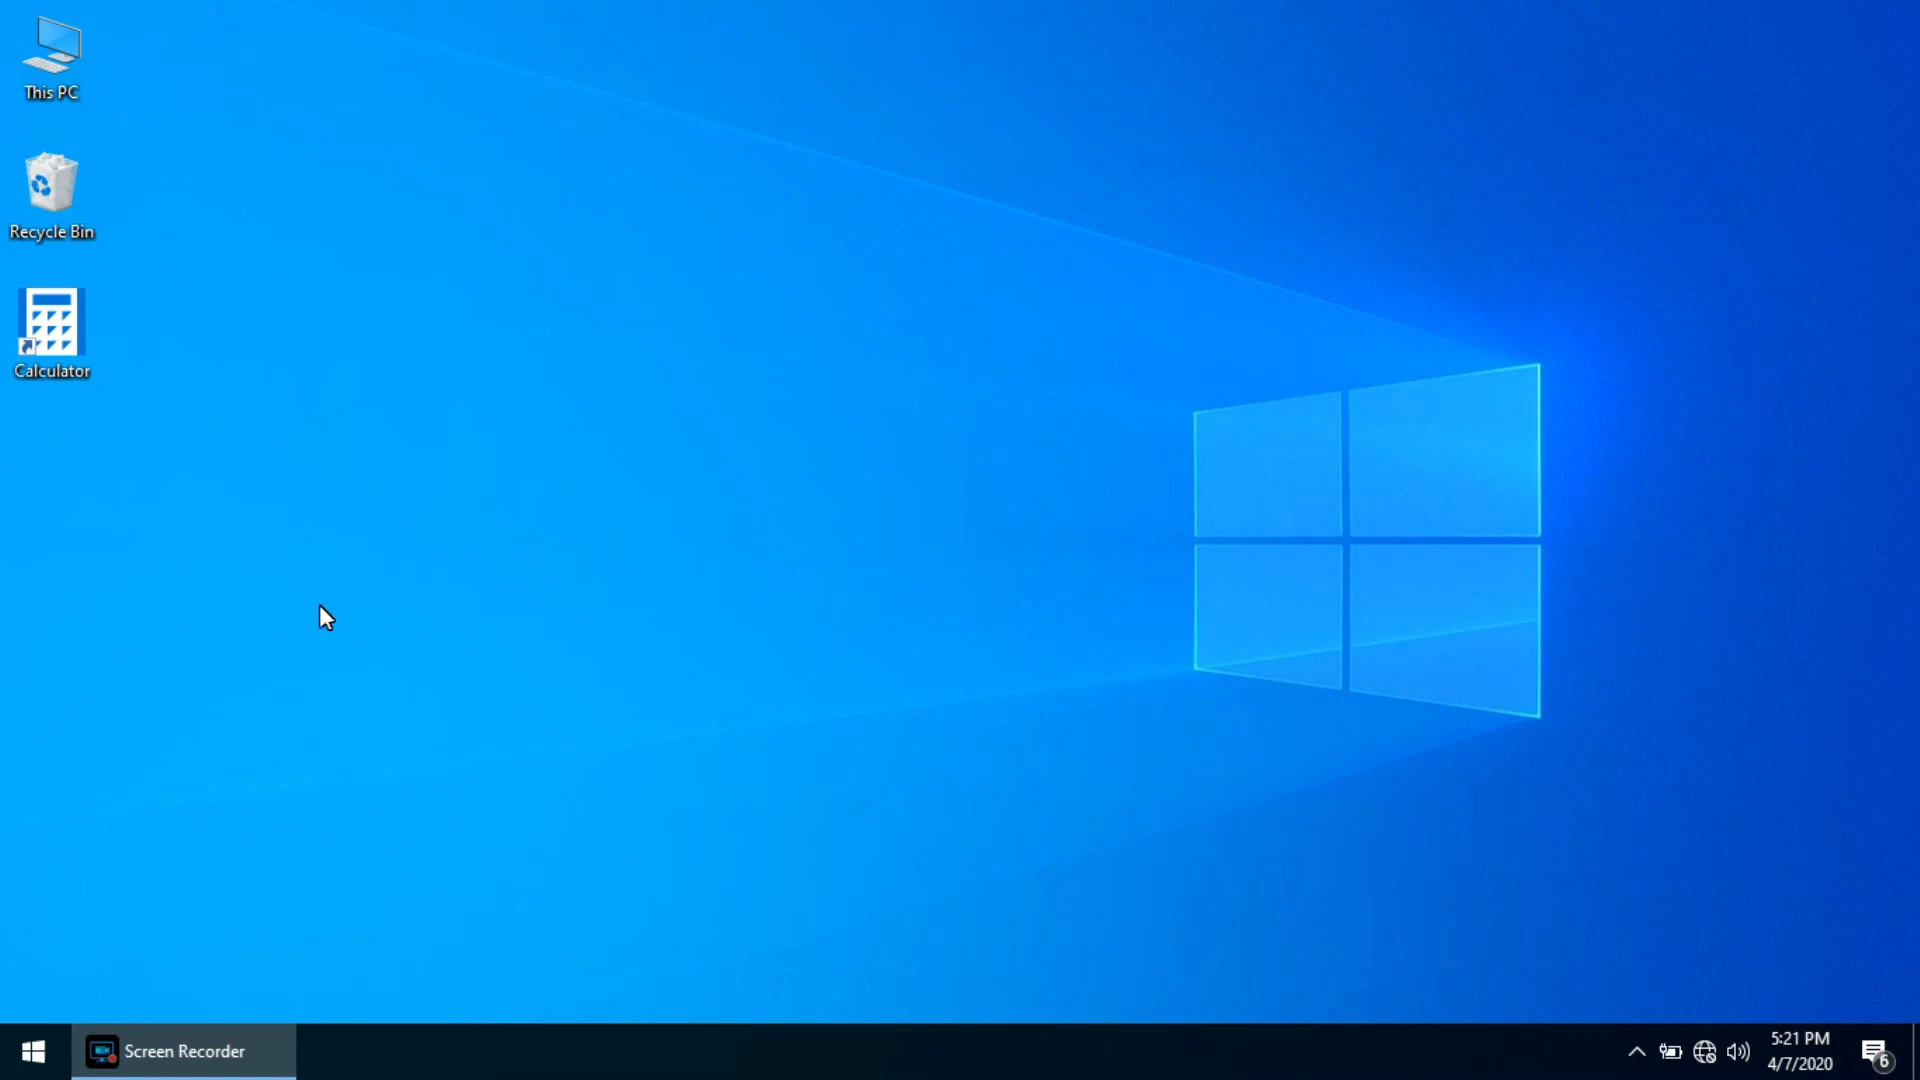 This PC
Recycle Bin
Calculator
Screen Recorder
5:21 PM
4/7/2020
6